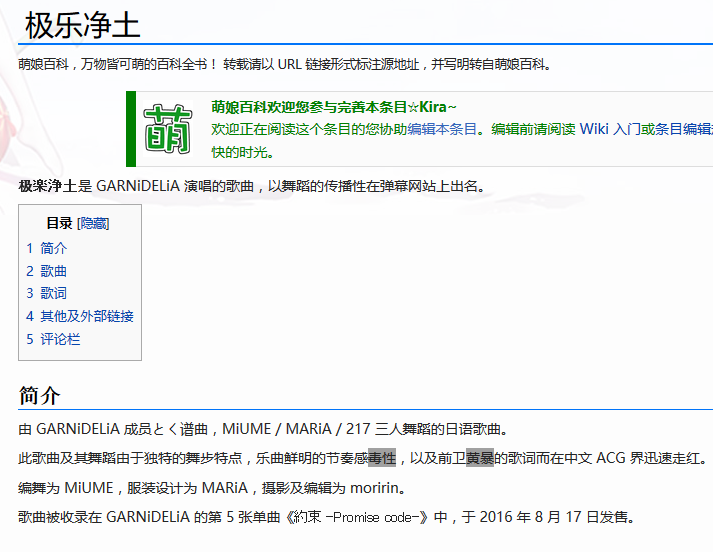 极乐净土
萌娘百科，万物皆可萌的百科全书！ 转载请以 URL 链接形式标注源地址，并写明转自萌娘百科。
萌
萌娘百科欢迎您参与完善本条目☆Kira~
欢迎正在阅读这个条目的您协助编辑本条目。编辑前请阅读 Wiki 入门或条目编辑
快的时光。
极楽浄土是 GARNiDELiA 演唱的歌曲，以舞蹈的传播性在弹幕网站上出名。
目录 [隐藏]
1 简介
2 歌曲
3 歌词
4 其他及外部链接
5 评论栏
简介
由 GARNiDELiA 成员とく谱曲，MiUME / MARiA / 217 三人舞蹈的日语歌曲。
此歌曲及其舞蹈由于独特的舞步特点，乐曲鲜明的节奏感毒性，以及前卫黄暴的歌词而在中文 ACG 界迅速走红。
编舞为 MiUME，服装设计为 MARiA，摄影及编辑为 moririn。
歌曲被收录在 GARNiDELiA 的第 5 张单曲《約束 -Promise code-》中，于 2016 年 8 月 17 日发售。